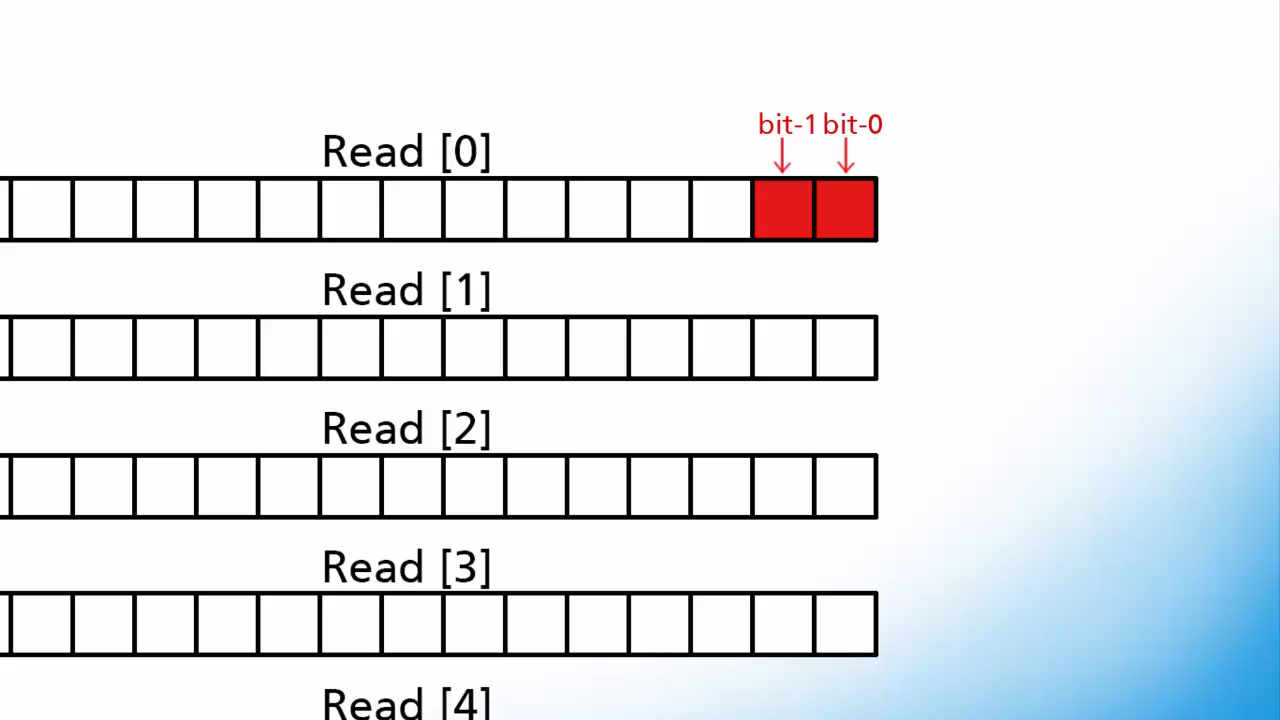 bit-1 bit-0
Read [0]
Read [1]
Read [2]
Read [3]
Read [4]